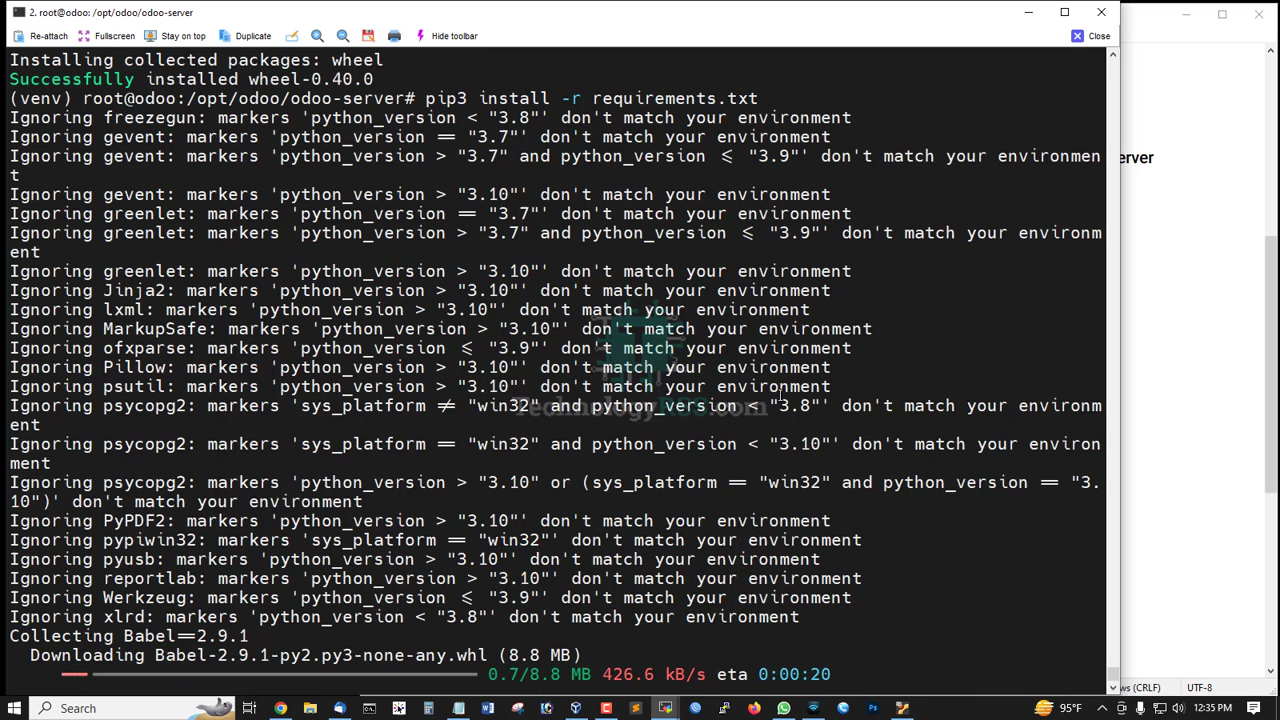 2. root@odoo: /opt/odoo/odoo-server
Re-attach Fullscreen Stay on top Duplicate Hide toolbar Close
Installing collected packages: wheel
Successfully installed wheel-0.40.0
(venv) root@odoo:/opt/odoo/odoo-server# pip3 install -r requirements.txt
Ignoring freezegun: markers 'python_version < "3.8"' don't match your environment
Ignoring gevent: markers 'python_version == "3.7"' don't match your environment
Ignoring gevent: markers 'python_version > "3.7" and python_version <= "3.9"' don't match your environmen
t
Ignoring gevent: markers 'python_version > "3.10"' don't match your environment
Ignoring greenlet: markers 'python_version == "3.7"' don't match your environment
Ignoring greenlet: markers 'python_version > "3.7" and python_version <= "3.9"' don't match your environm
ent
Ignoring greenlet: markers 'python_version > "3.10"' don't match your environment
Ignoring Jinja2: markers 'python_version > "3.10"' don't match your environment
Ignoring lxml: markers 'python_version > "3.10"' don't match your environment
Ignoring MarkupSafe: markers 'python_version > "3.10"' don't match your environment
Ignoring ofxparse: markers 'python_version <= "3.9"' don't match your environment
Ignoring Pillow: markers 'python_version > "3.10"' don't match your environment
Ignoring psutil: markers 'python_version > "3.10"' don't match your environment
Ignoring psycopg2: markers 'sys_platform != "win32" and python_version < "3.8"' don't match your environm
ent
Ignoring psycopg2: markers 'sys_platform == "win32" and python_version < "3.10"' don't match your environ
ment
Ignoring psycopg2: markers 'python_version > "3.10" or (sys_platform == "win32" and python_version == "3.
10")' don't match your environment
Ignoring PyPDF2: markers 'python_version > "3.10"' don't match your environment
Ignoring pypiwin32: markers 'sys_platform == "win32"' don't match your environment
Ignoring pyusb: markers 'python_version > "3.10"' don't match your environment
Ignoring reportlab: markers 'python_version > "3.10"' don't match your environment
Ignoring Werkzeug: markers 'python_version <= "3.9"' don't match your environment
Ignoring xlrd: markers 'python_version < "3.8"' don't match your environment
Collecting Babel==2.9.1
Downloading Babel-2.9.1-py2.py3-none-any.whl (8.8 MB)
0.7/8.8 MB 426.6 kB/s eta 0:00:20
TechnologyRSS.com
erver
ws (CRLF) UTF-8
Search
95°F
12:35 PM